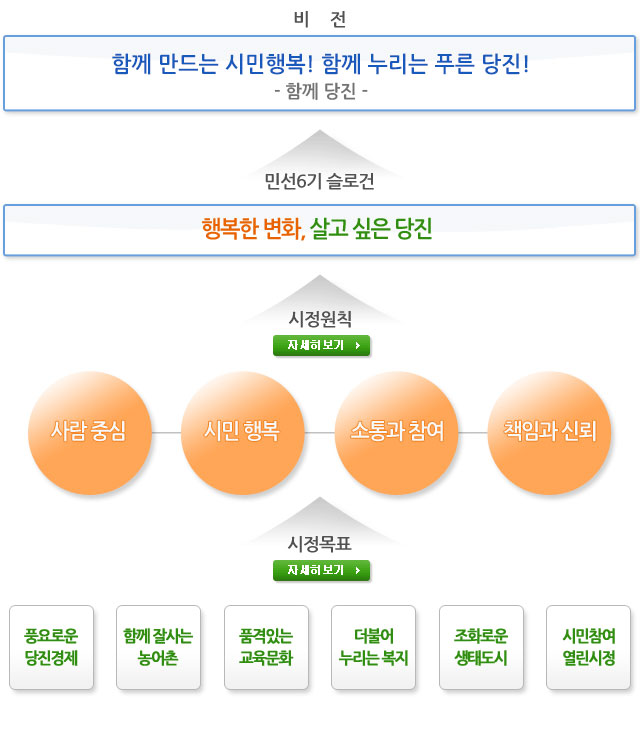 비 전
함께 만드는 시민행복! 함께 누리는 푸른 당진!
- 함께 당진 -
민선6기 슬로건
행복한 변화, 살고 싶은 당진
시정원칙
자세히 보기
사람 중심
시민 행복
소통과 참여
책임과 신뢰
시정목표
자세히 보기
풍요로운
당진경제
함께 잘사는
농어촌
품격있는
교육문화
더불어
누리는 복지
조화로운
생태도시
시민참여
열린시정